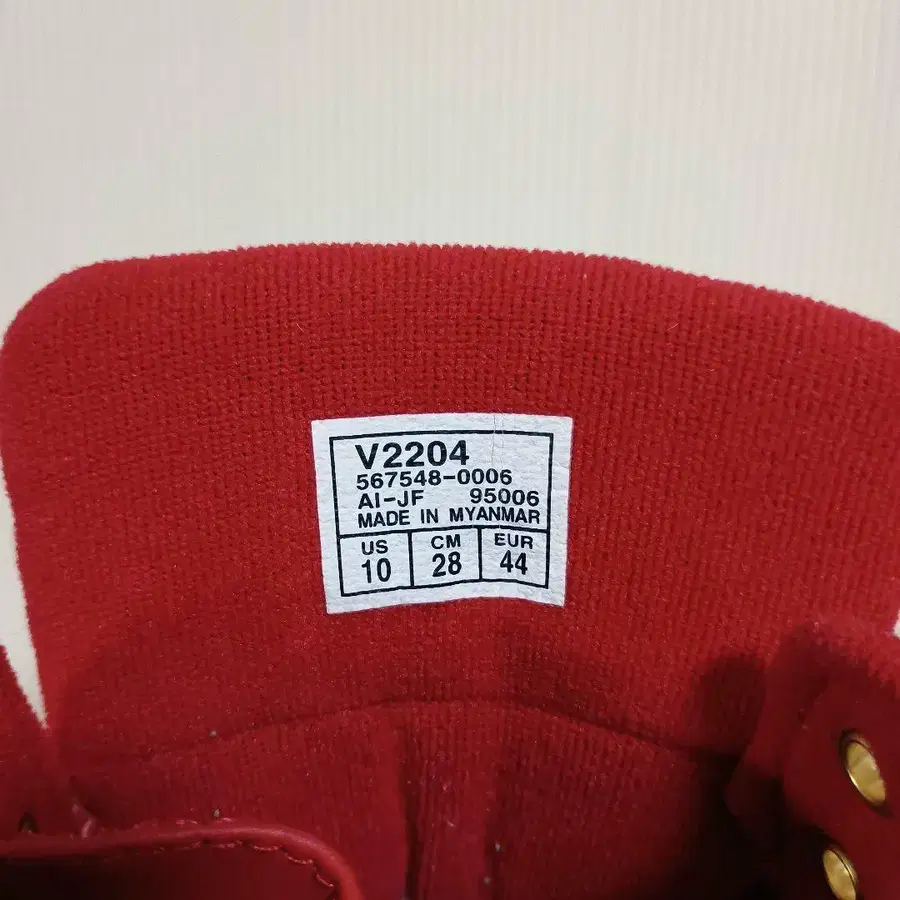 V2204
567548-0006
AI-JF 95006
MADE IN MYANMAR
US CM EUR
10 28 44